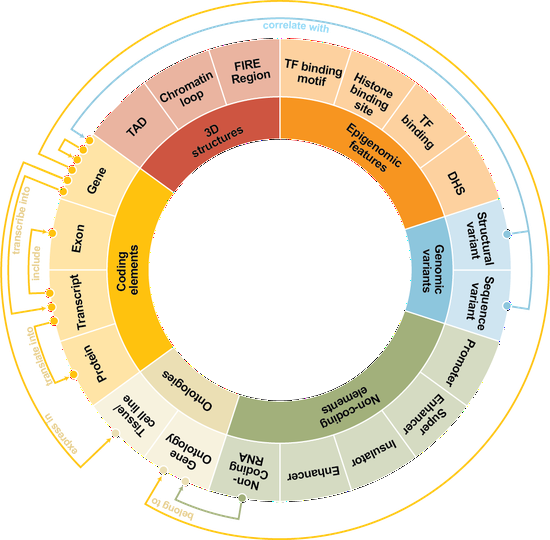 correlate with
FIRE
Region
TF binding
motif
Chromatin
loop
Histone
binding
site
TAD
3D
structures
Epigenomic
features
TF
binding
DHS
Gene
transcribe into
Exon
include
Coding
elements
Genomic
variants
Structural
variant
Sequence
variant
Transcript
translate into
Protein
express in
Tissue/
cell line
Ontologies
Gene
Ontology
belong to
Non-coding
elements
Non-
Coding
RNA
Enhancer
Insulator
Super
Enhancer
Promoter